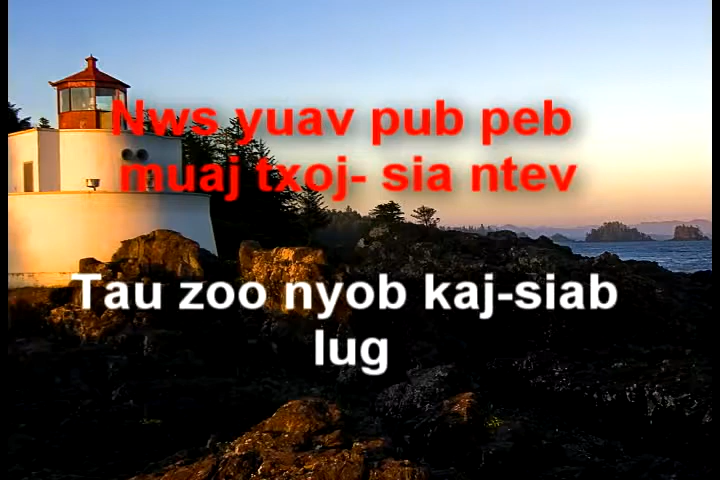 Nws yuav pub peb
muaj txoj- sia ntev
Tau zoo nyob kaj-siab
lug